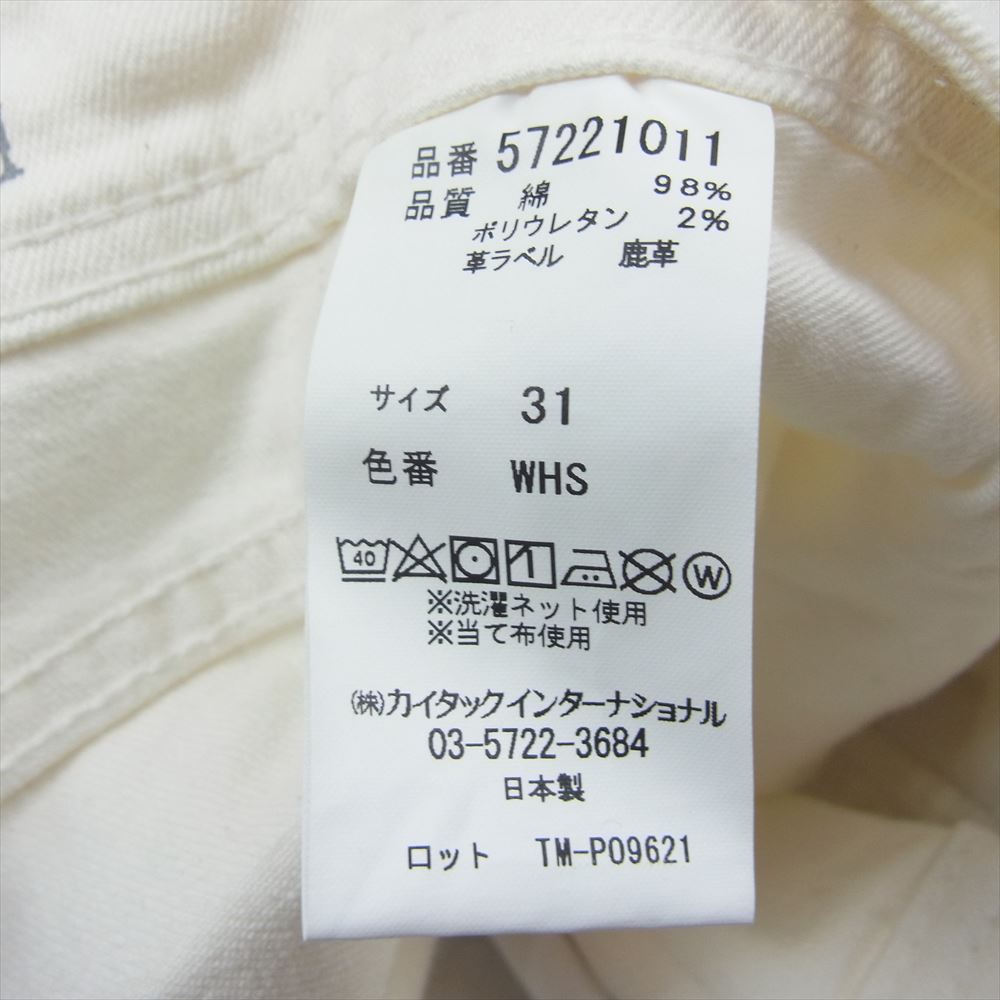 品番 57221011
品質 綿 98%
ポリウレタン 2%
革ラベル 鹿革
サイズ 31
色番 WHS
40 W
※洗濯ネット使用
※当て布使用
㈱カイタックインターナショナル
03-5722-3684
日本製
ロット TM-P09621